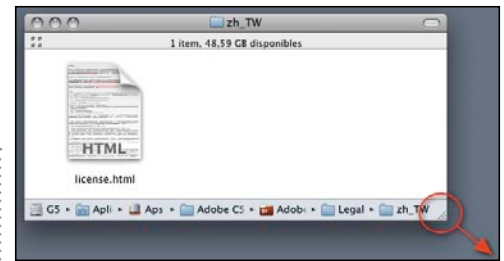 zh_TW
1 item, 48,59 GB disponibles
HTML
license.html
G5 ▸ Apli ▸ Aps ▸ Adobe CS ▸ Adob ▸ Legal ▸ zh_TW